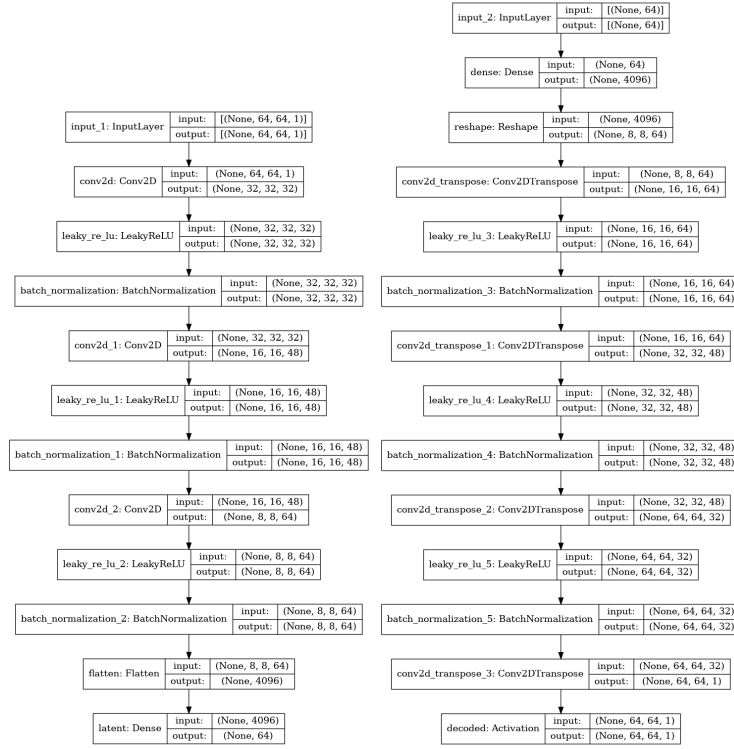 input_1: InputLayer
input: [(None, 64, 64, 1)]
output: [(None, 64, 64, 1)]
conv2d: Conv2D
input: (None, 64, 64, 1)
output: (None, 32, 32, 32)
leaky_re_lu: LeakyReLU
input: (None, 32, 32, 32)
output: (None, 32, 32, 32)
batch_normalization: BatchNormalization
input: (None, 32, 32, 32)
output: (None, 32, 32, 32)
conv2d_1: Conv2D
input: (None, 32, 32, 32)
output: (None, 16, 16, 48)
leaky_re_lu_1: LeakyReLU
input: (None, 16, 16, 48)
output: (None, 16, 16, 48)
batch_normalization_1: BatchNormalization
input: (None, 16, 16, 48)
output: (None, 16, 16, 48)
conv2d_2: Conv2D
input: (None, 16, 16, 48)
output: (None, 8, 8, 64)
leaky_re_lu_2: LeakyReLU
input: (None, 8, 8, 64)
output: (None, 8, 8, 64)
batch_normalization_2: BatchNormalization
input: (None, 8, 8, 64)
output: (None, 8, 8, 64)
flatten: Flatten
input: (None, 8, 8, 64)
output: (None, 4096)
latent: Dense
input: (None, 4096)
output: (None, 64)
input_2: InputLayer
input: [(None, 64)]
output: [(None, 64)]
dense: Dense
input: (None, 64)
output: (None, 4096)
reshape: Reshape
input: (None, 4096)
output: (None, 8, 8, 64)
conv2d_transpose: Conv2DTranspose
input: (None, 8, 8, 64)
output: (None, 16, 16, 64)
leaky_re_lu_3: LeakyReLU
input: (None, 16, 16, 64)
output: (None, 16, 16, 64)
batch_normalization_3: BatchNormalization
input: (None, 16, 16, 64)
output: (None, 16, 16, 64)
conv2d_transpose_1: Conv2DTranspose
input: (None, 16, 16, 64)
output: (None, 32, 32, 48)
leaky_re_lu_4: LeakyReLU
input: (None, 32, 32, 48)
output: (None, 32, 32, 48)
batch_normalization_4: BatchNormalization
input: (None, 32, 32, 48)
output: (None, 32, 32, 48)
conv2d_transpose_2: Conv2DTranspose
input: (None, 32, 32, 48)
output: (None, 64, 64, 32)
leaky_re_lu_5: LeakyReLU
input: (None, 64, 64, 32)
output: (None, 64, 64, 32)
batch_normalization_5: BatchNormalization
input: (None, 64, 64, 32)
output: (None, 64, 64, 32)
conv2d_transpose_3: Conv2DTranspose
input: (None, 64, 64, 32)
output: (None, 64, 64, 1)
decoded: Activation
input: (None, 64, 64, 1)
output: (None, 64, 64, 1)